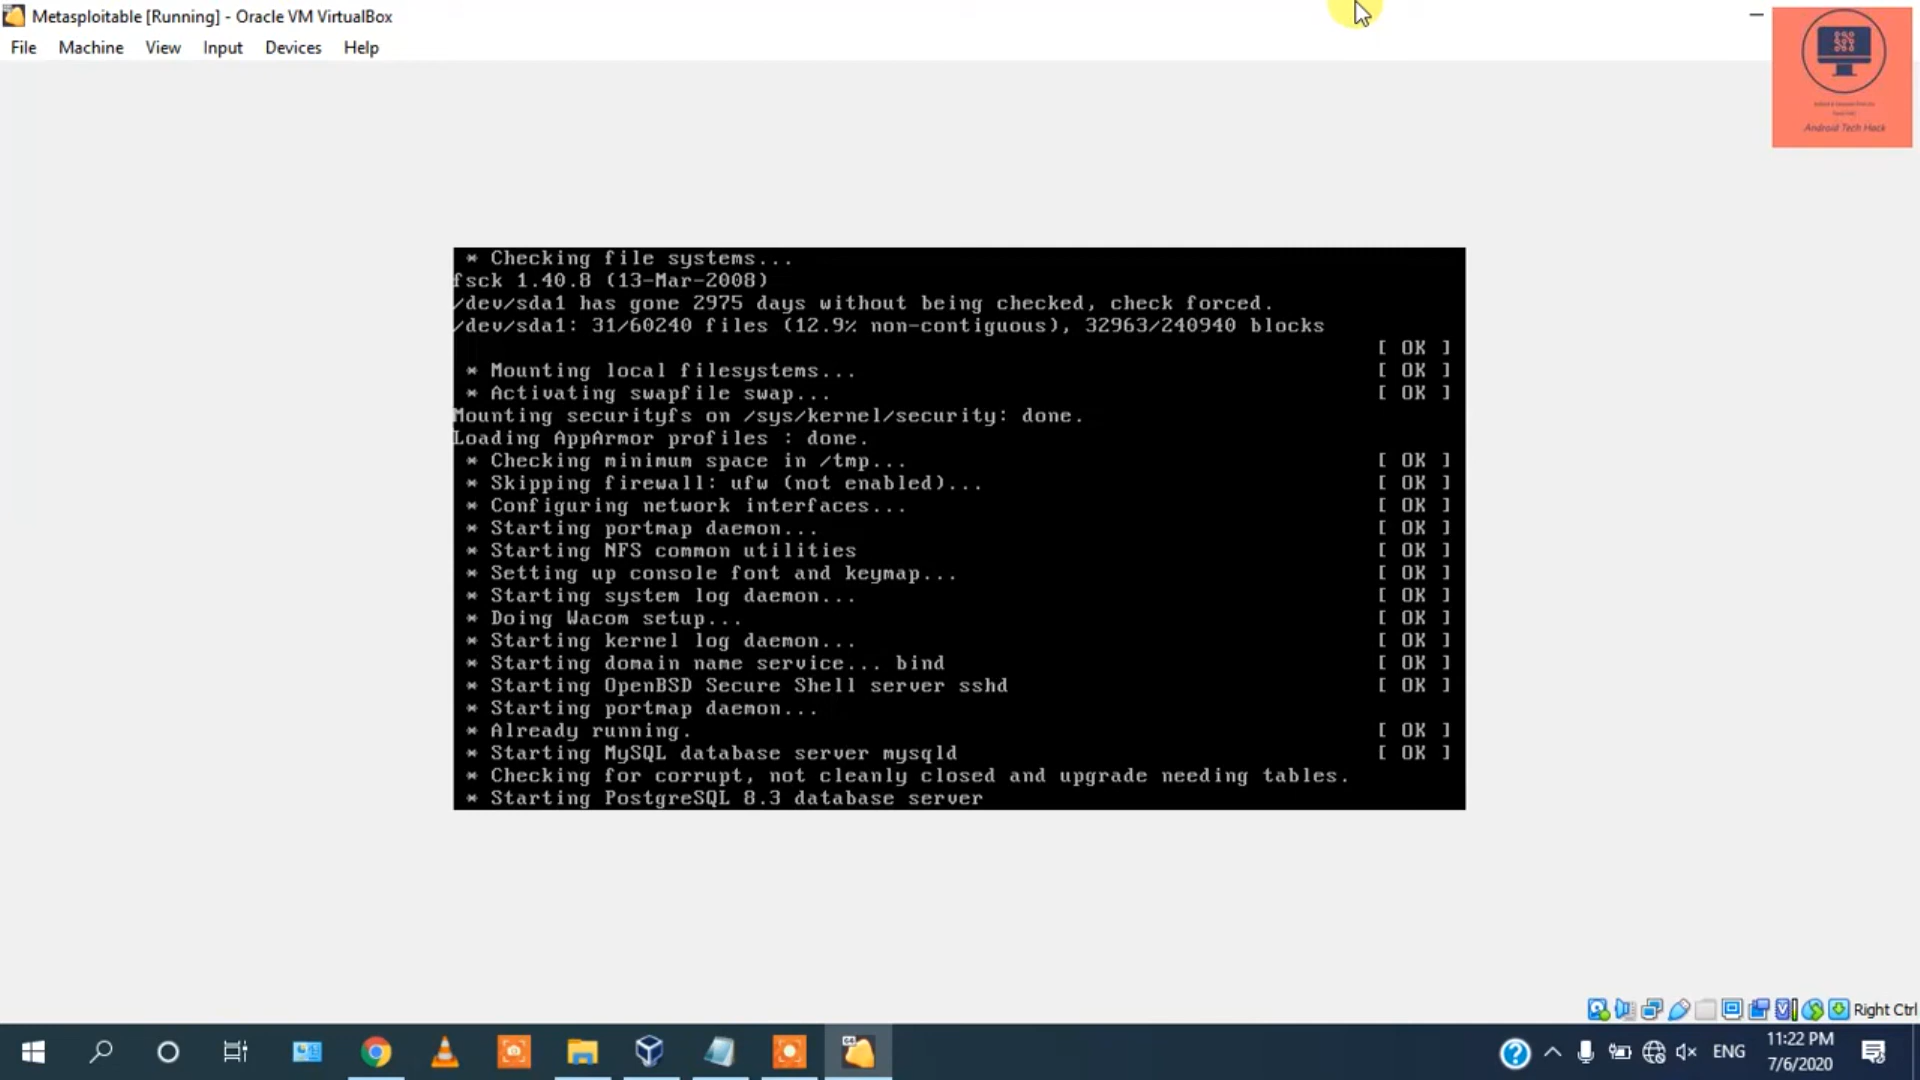 Metasploitable [Running] - Oracle VM VirtualBox
File Machine View Input Devices Help
Android Tech Hack
* Checking file systems...
fsck 1.40.8 (13-Mar-2008)
/dev/sda1 has gone 2975 days without being checked, check forced.
/dev/sda1: 31/60240 files (12.9% non-contiguous), 32963/240940 blocks
[ OK ]
* Mounting local filesystems... [ OK ]
* Activating swapfile swap... [ OK ]
Mounting securityfs on /sys/kernel/security: done.
Loading AppArmor profiles : done.
* Checking minimum space in /tmp... [ OK ]
* Skipping firewall: ufw (not enabled)... [ OK ]
* Configuring network interfaces... [ OK ]
* Starting portmap daemon... [ OK ]
* Starting NFS common utilities [ OK ]
* Setting up console font and keymap... [ OK ]
* Starting system log daemon... [ OK ]
* Doing Wacom setup... [ OK ]
* Starting kernel log daemon... [ OK ]
* Starting domain name service... bind [ OK ]
* Starting OpenBSD Secure Shell server sshd [ OK ]
* Starting portmap daemon...
* Already running. [ OK ]
* Starting MySQL database server mysqld [ OK ]
* Checking for corrupt, not cleanly closed and upgrade needing tables.
* Starting PostgreSQL 8.3 database server
Right Ctrl
64
ENG
11:22 PM
7/6/2020